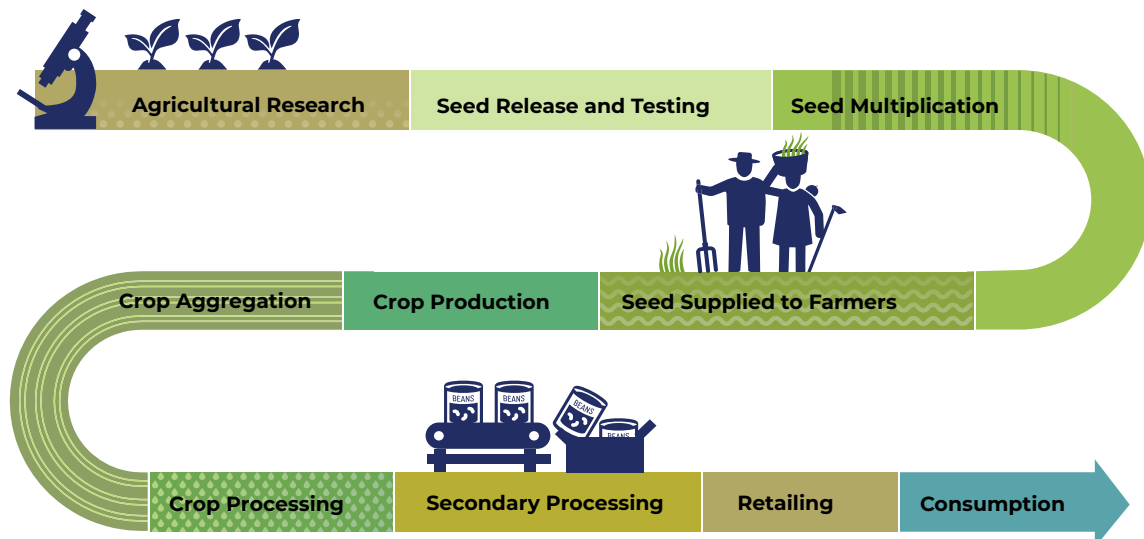 Agricultural Research
Seed Release and Testing
Seed Multiplication
Seed Supplied to Farmers
Crop Production
Crop Aggregation
BEANS
BEANS
BEANS
BEANS
Crop Processing
Secondary Processing
Retailing
Consumption